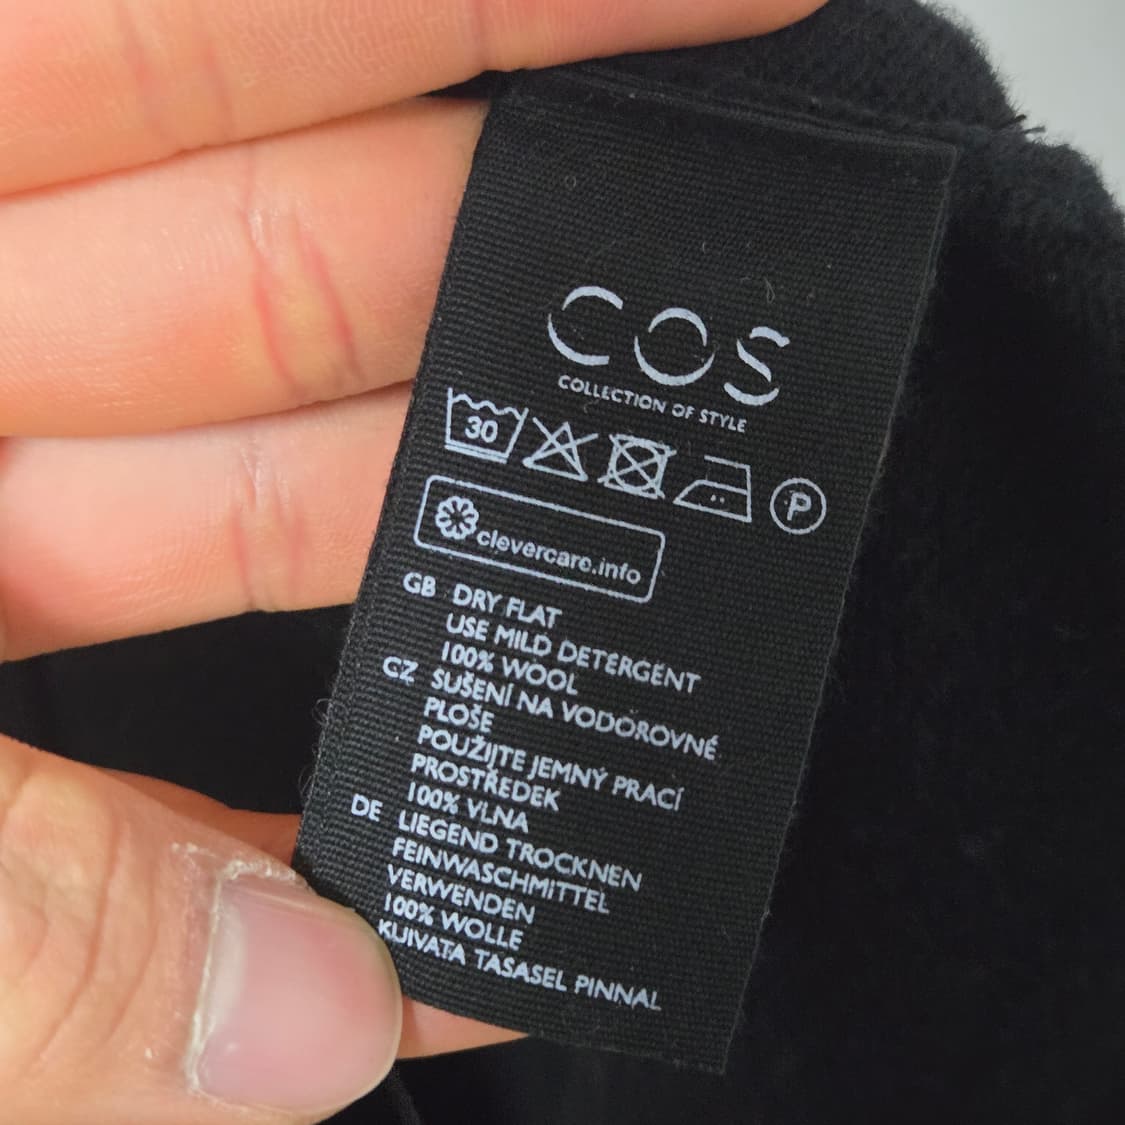 COS
COLLECTION OF STYLE
30
P
clevercare.info
GB DRY FLAT
USE MILD DETERGENT
100% WOOL
CZ SUŠENÍ NA VODOROVNÉ
PLOŠE
POUŽIJTE JEMNÝ PRACÍ
PROSTŘEDEK
100% VLNA
DE LIEGEND TROCKNEN
FEINWASCHMITTEL
VERWENDEN
100% WOLLE
KUIVATA TASASEL PINNAL